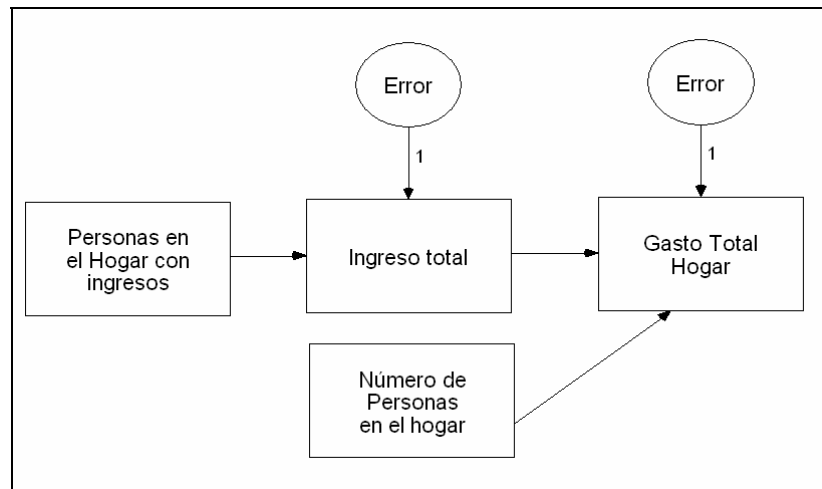 Error
Error
1
1
Personas en
el Hogar con
ingresos
Ingreso total
Gasto Total
Hogar
Número de
Personas
en el hogar